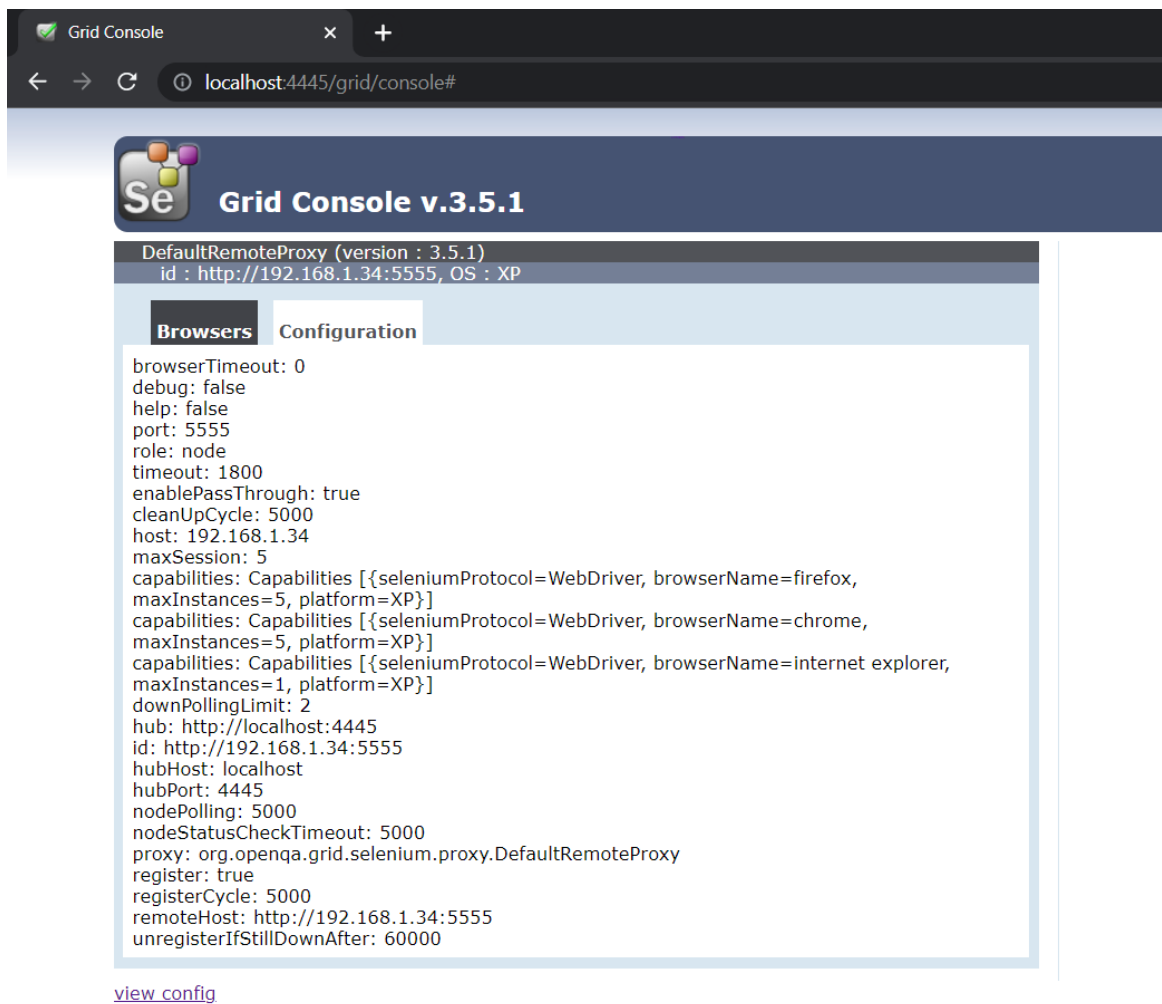 Grid Console
localhost:4445/grid/console#
Se
Grid Console v.3.5.1
DefaultRemoteProxy (version : 3.5.1)
id : http://192.168.1.34:5555, OS : XP
Browsers Configuration
browserTimeout: 0
debug: false
help: false
port: 5555
role: node
timeout: 1800
enablePassThrough: true
cleanUpCycle: 5000
host: 192.168.1.34
maxSession: 5
capabilities: Capabilities [{seleniumProtocol=WebDriver, browserName=firefox,
maxInstances=5, platform=XP}]
capabilities: Capabilities [{seleniumProtocol=WebDriver, browserName=chrome,
maxInstances=5, platform=XP}]
capabilities: Capabilities [{seleniumProtocol=WebDriver, browserName=internet explorer,
maxInstances=1, platform=XP}]
downPollingLimit: 2
hub: http://localhost:4445
id: http://192.168.1.34:5555
hubHost: localhost
hubPort: 4445
nodePolling: 5000
nodeStatusCheckTimeout: 5000
proxy: org.openqa.grid.selenium.proxy.DefaultRemoteProxy
register: true
registerCycle: 5000
remoteHost: http://192.168.1.34:5555
unregisterIfStillDownAfter: 60000
view config